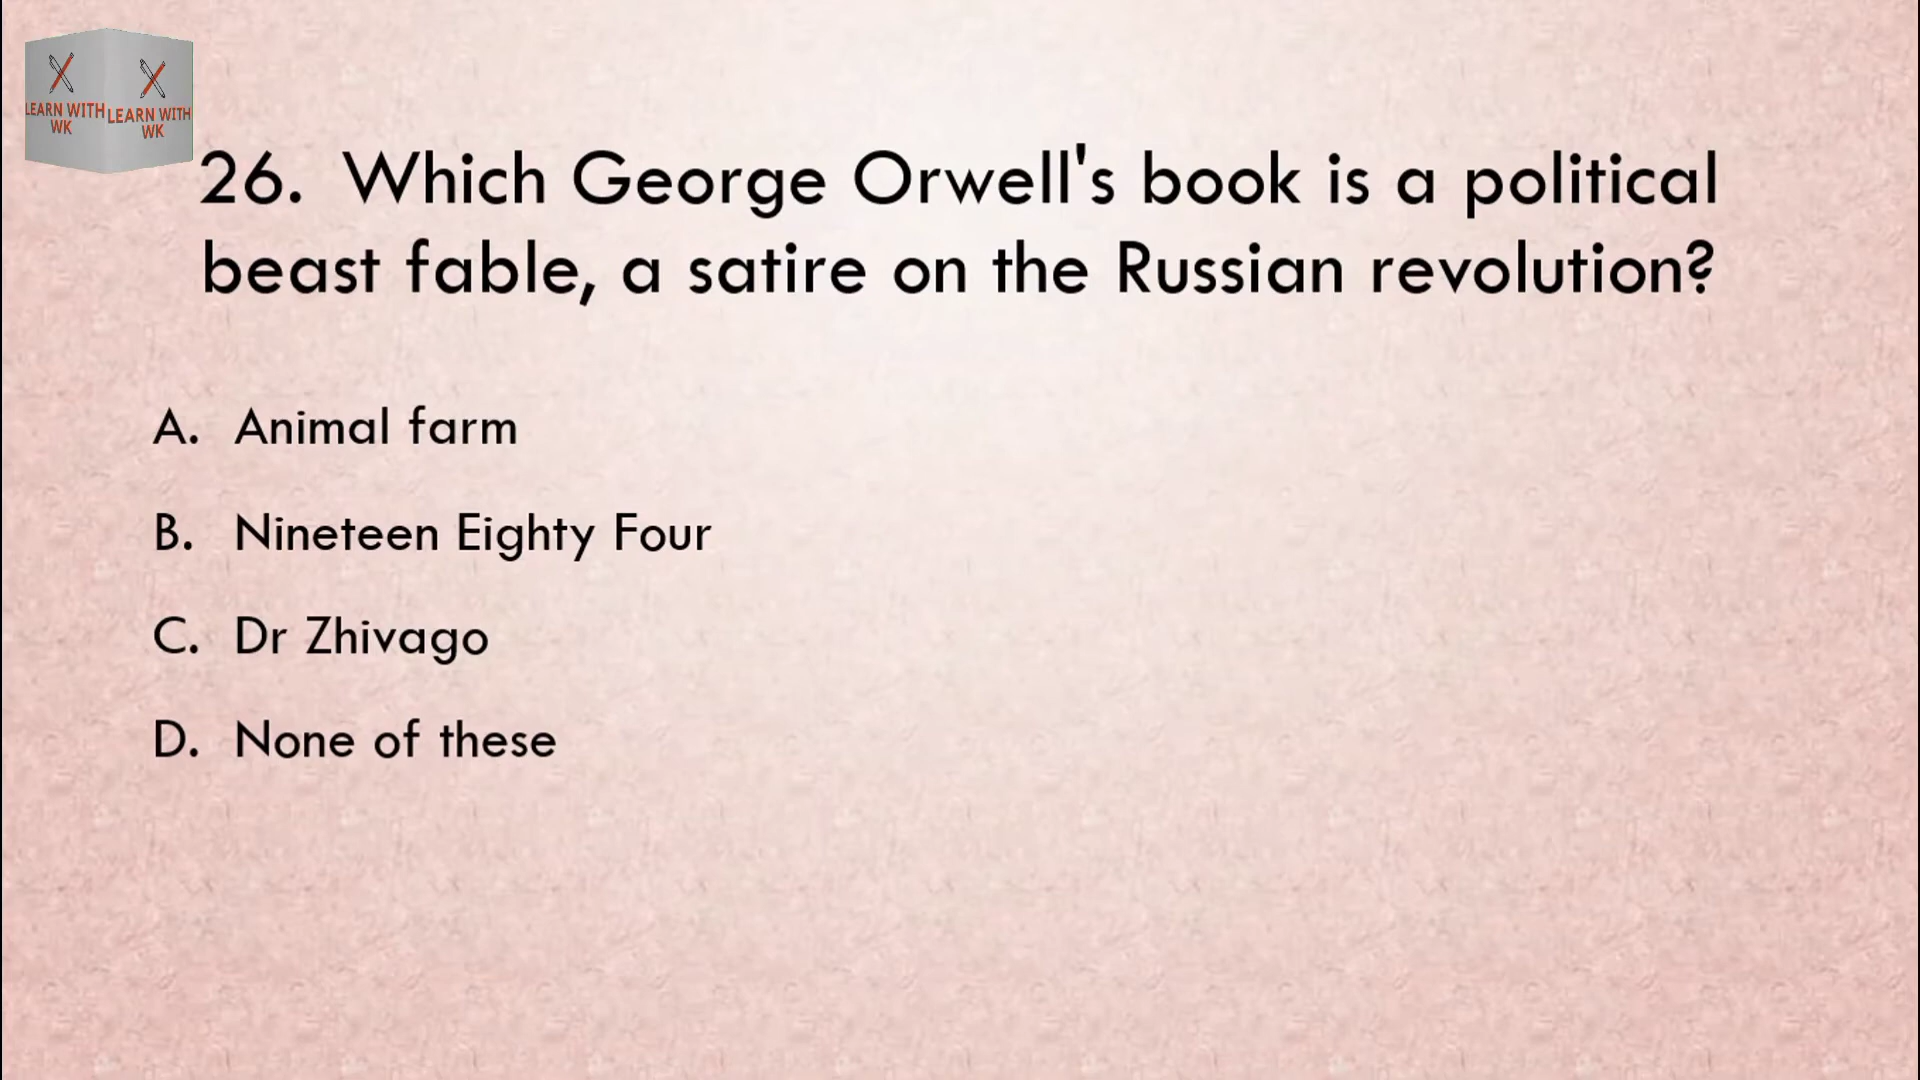 LEARN WITH
WK
LEARN WITH
WK
26. Which George Orwell's book is a political
beast fable, a satire on the Russian revolution?
A. Animal farm
B. Nineteen Eighty Four
C. Dr Zhivago
D. None of these